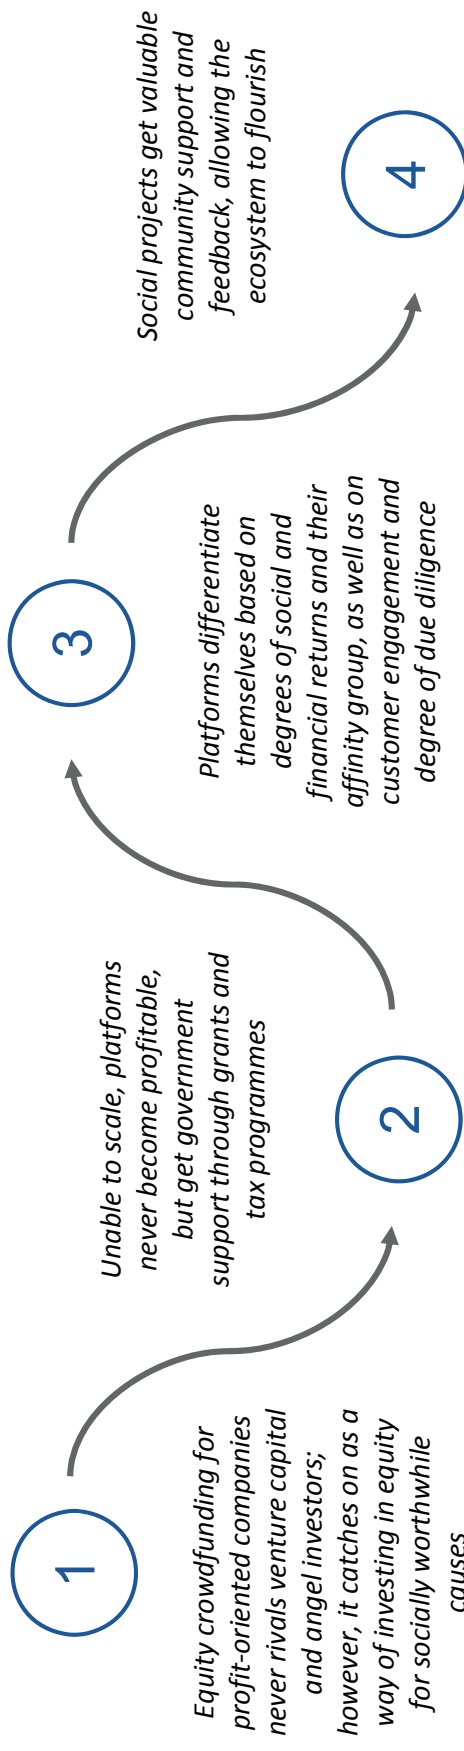 1
Equity crowdfunding for
profit-oriented companies
never rivals venture capital
and angel investors;
however, it catches on as a
way of investing in equity
for socially worthwhile
causes
2
Unable to scale, platforms
never become profitable,
but get government
support through grants and
tax programmes
3
Platforms differentiate
themselves based on
degrees of social and
financial returns and their
affinity group, as well as on
customer engagement and
degree of due diligence
4
Social projects get valuable
community support and
feedback, allowing the
ecosystem to flourish